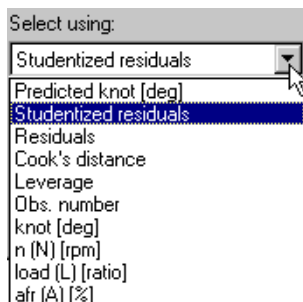 Select using:
Studentized residuals
Predicted knot [deg]
Studentized residuals
Residuals
Cook's distance
Leverage
Obs. number
knot [deg]
n (N) [rpm]
load (L) [ratio]
afr (A) [%]